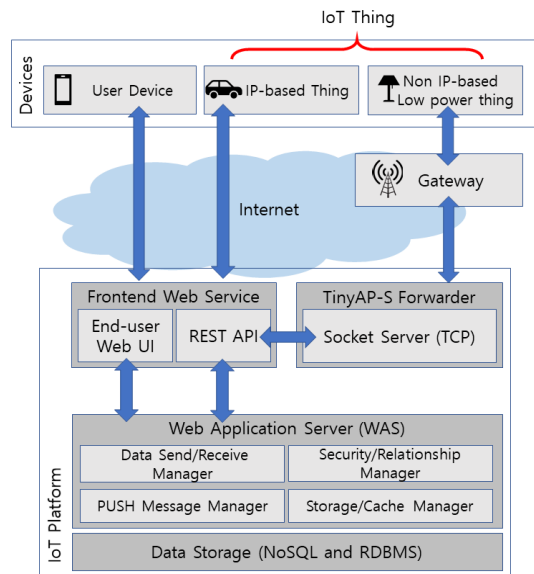 IoT Thing
Devices
User Device
IP-based Thing
Non IP-based
Low power thing
Gateway
Internet
Frontend Web Service
End-user
Web UI
REST API
TinyAP-S Forwarder
Socket Server (TCP)
IoT Platform
Web Application Server (WAS)
Data Send/Receive
Manager
Security/Relationship
Manager
PUSH Message Manager
Storage/Cache Manager
Data Storage (NoSQL and RDBMS)